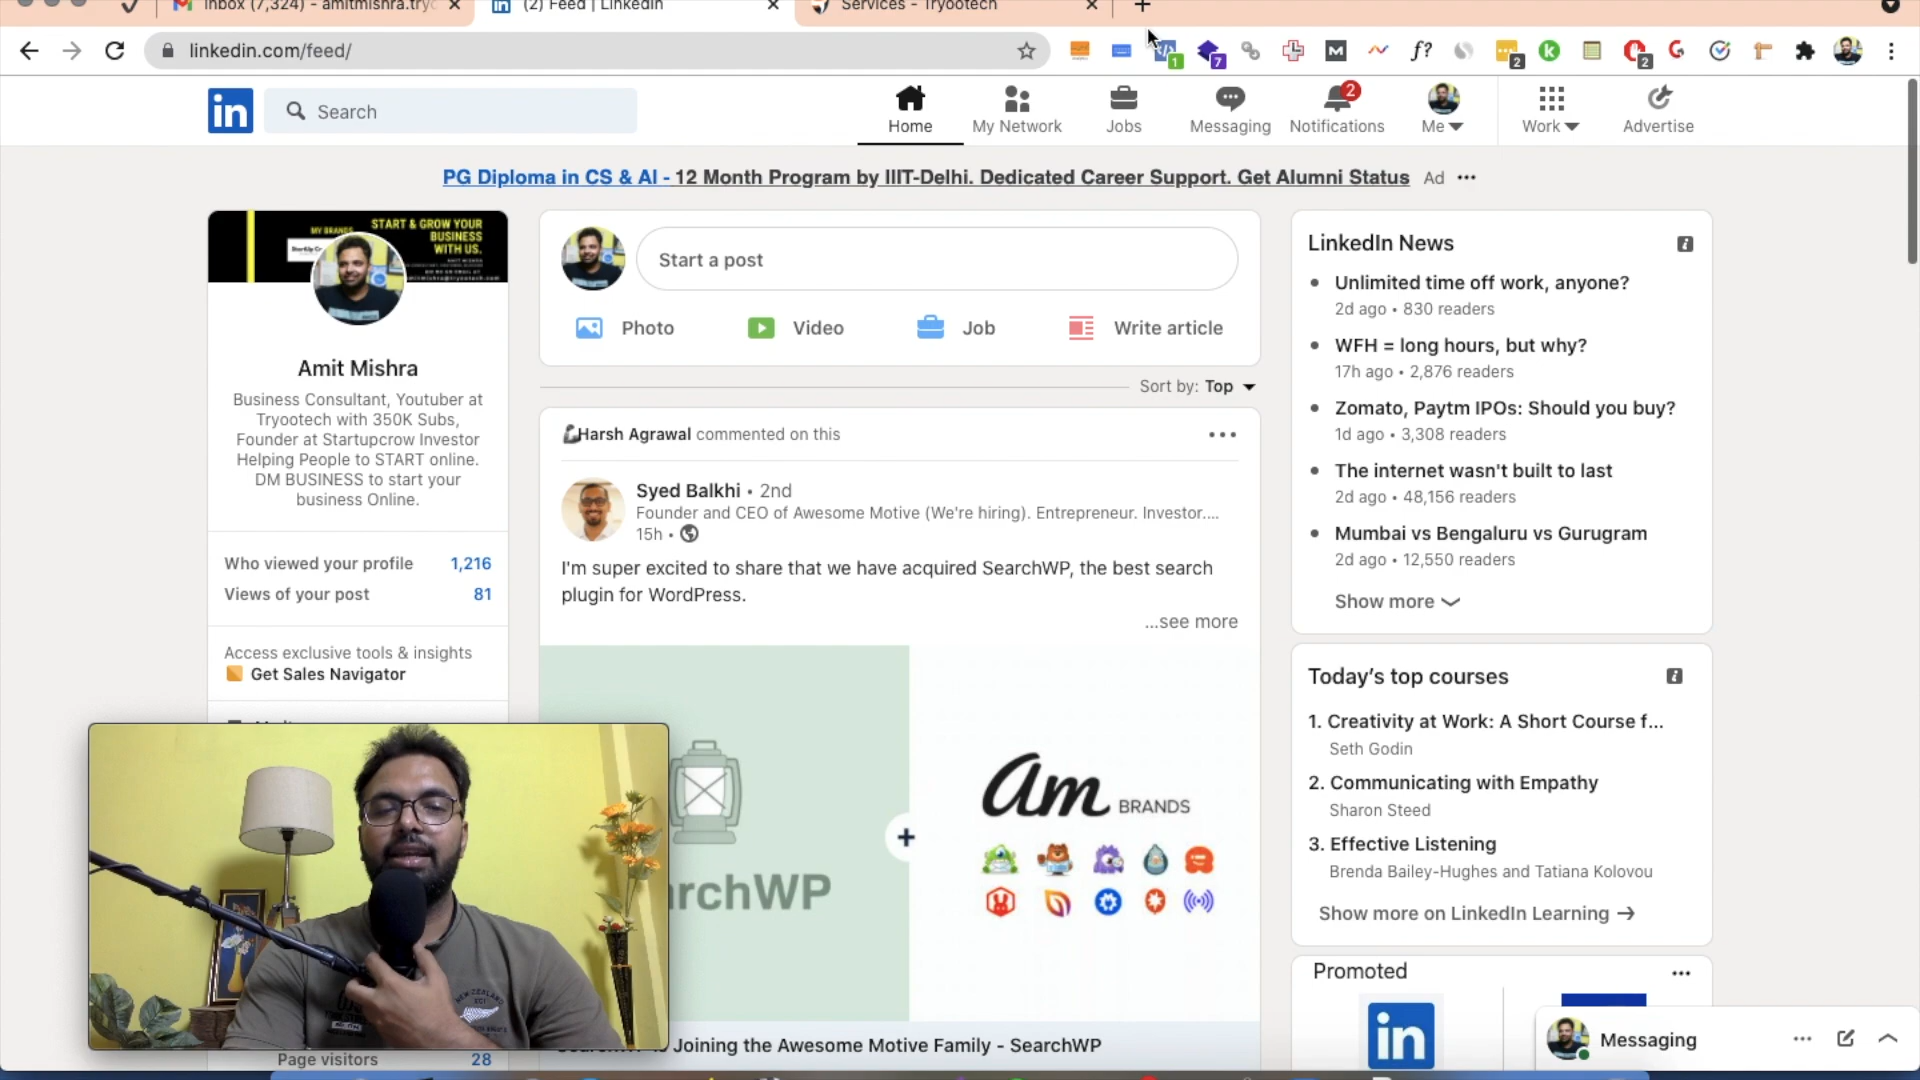 Inbox (7,324) - amitmishra.tryo
(2) Feed | LinkedIn
Services - Tryootech
linkedin.com/feed/
1
7
M
f?
2
k
2
in
Search
Home
My Network
Jobs
Messaging
2
Notifications
Me
Work
Advertise
PG Diploma in CS & AI - 12 Month Program by IIIT-Delhi. Dedicated Career Support. Get Alumni Status
Ad
MY BRANDS
START & GROW YOUR
BUSINESS
WITH US.
Amit Mishra
Business Consultant, Youtuber at
Tryootech with 350K Subs,
Founder at Startupcrow Investor
Helping People to START online.
DM BUSINESS to start your
business Online.
Who viewed your profile 1,216
Views of your post 81
Access exclusive tools & insights
Get Sales Navigator
Page visitors 28
Start a post
Photo
Video
Job
Write article
Sort by: Top
Harsh Agrawal commented on this
Syed Balkhi • 2nd
Founder and CEO of Awesome Motive (We're hiring). Entrepreneur. Investor....
15h •
I'm super excited to share that we have acquired SearchWP, the best search
plugin for WordPress.
...see more
rchWP
+
am BRANDS
Joining the Awesome Motive Family - SearchWP
LinkedIn News
Unlimited time off work, anyone?
2d ago • 830 readers
WFH = long hours, but why?
17h ago • 2,876 readers
Zomato, Paytm IPOs: Should you buy?
1d ago • 3,308 readers
The internet wasn't built to last
2d ago • 48,156 readers
Mumbai vs Bengaluru vs Gurugram
2d ago • 12,550 readers
Show more
Today's top courses
1. Creativity at Work: A Short Course f...
Seth Godin
2. Communicating with Empathy
Sharon Steed
3. Effective Listening
Brenda Bailey-Hughes and Tatiana Kolovou
Show more on LinkedIn Learning →
Promoted
in
Messaging
NEW ZEALAND